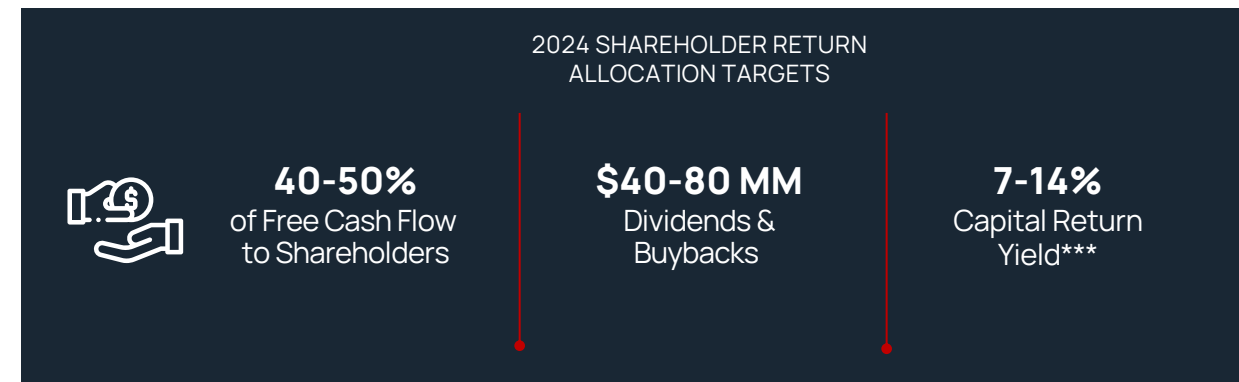 2024 SHAREHOLDER RETURN
ALLOCATION TARGETS
$
40-50%
of Free Cash Flow
to Shareholders
$40-80 MM
Dividends &
Buybacks
7-14%
Capital Return
Yield***